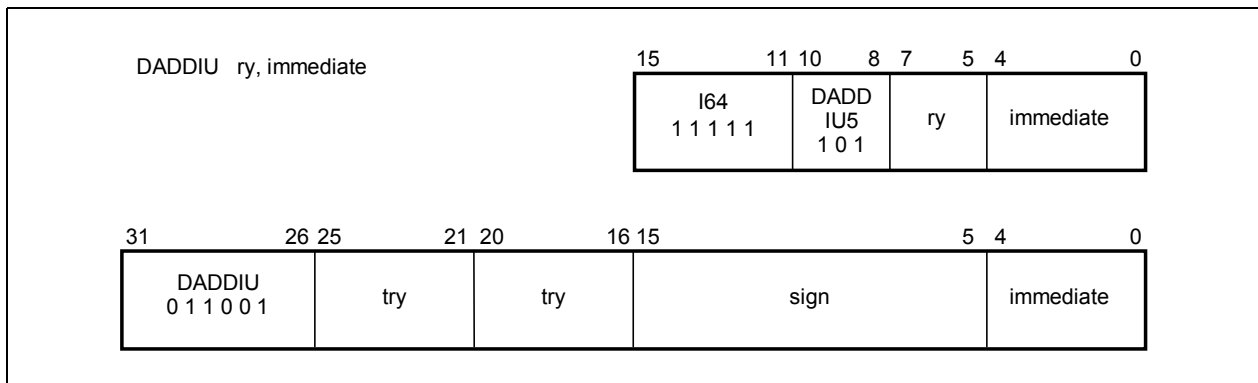 DADDIU ry, immediate
15 11 10 8 7 5 4 0
I64
1 1 1 1 1
DADD
IU5
1 0 1
ry
immediate
31 26 25 21 20 16 15 5 4 0
DADDIU
0 1 1 0 0 1
try
try
sign
immediate